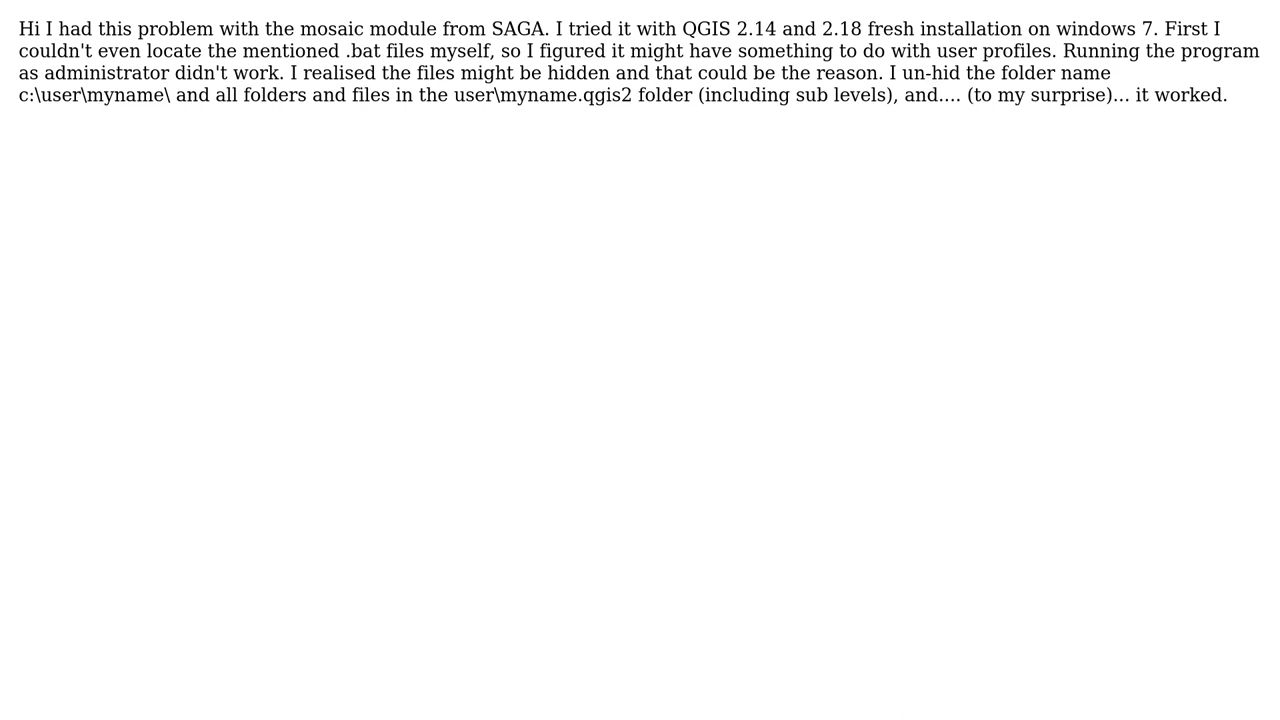 Hi I had this problem with the mosaic module from SAGA. I tried it with QGIS 2.14 and 2.18 fresh installation on windows 7. First I
couldn't even locate the mentioned .bat files myself, so I figured it might have something to do with user profiles. Running the program
as administrator didn't work. I realised the files might be hidden and that could be the reason. I un-hid the folder name
c:\user\myname\ and all folders and files in the user\myname.qgis2 folder (including sub levels), and.... (to my surprise)... it worked.